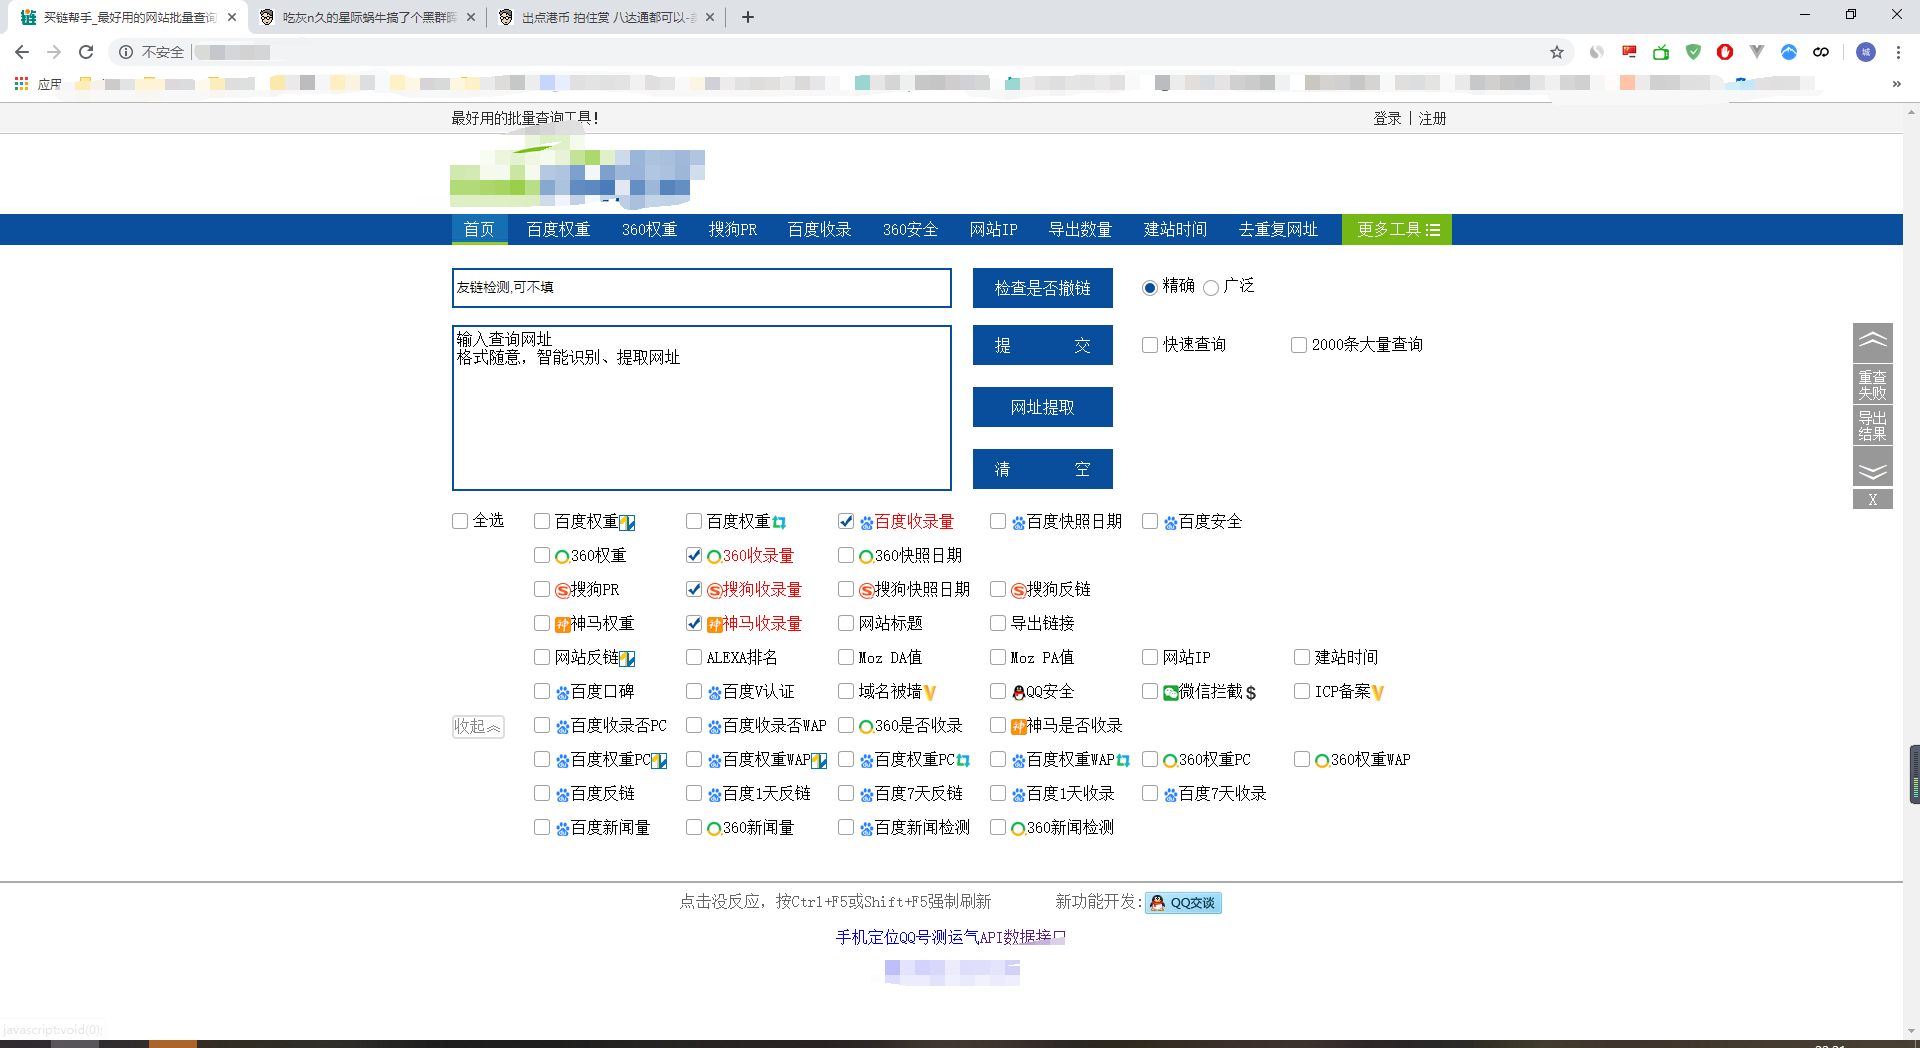 买链帮手_最好用的网站批量查询
吃灰n久的星际蜗牛搞了个黑群晖
出点港币 拍住赏 八达通都可以-
不安全
应用
最好用的批量查询工具!
登录 | 注册
首页 百度权重 360权重 搜狗PR 百度收录 360安全 网站IP 导出数量 建站时间 去重复网址 更多工具
友链检测,可不填
检查是否撤链
精确 广泛
输入查询网址
格式随意，智能识别、提取网址
提 交
快速查询 2000条大量查询
网址提取
清 空
重查
失败
导出
结果
X
全选 百度权重 百度权重 百度收录量 百度快照日期 百度安全
360权重 360收录量 360快照日期
搜狗PR 搜狗收录量 搜狗快照日期 搜狗反链
神马权重 神马收录量 网站标题 导出链接
网站反链 ALEXA排名 Moz DA值 Moz PA值 网站IP 建站时间
百度口碑 百度V认证 域名被墙 QQ安全 微信拦截 $ ICP备案
收起 百度收录否PC 百度收录否WAP 360是否收录 神马是否收录
百度权重PC 百度权重WAP 百度权重PC 百度权重WAP 360权重PC 360权重WAP
百度反链 百度1天反链 百度7天反链 百度1天收录 百度7天收录
百度新闻量 360新闻量 百度新闻检测 360新闻检测
点击没反应，按Ctrl+F5或Shift+F5强制刷新 新功能开发: QQ交谈
手机定位QQ号测运气API数据接口
javascript:void(0);